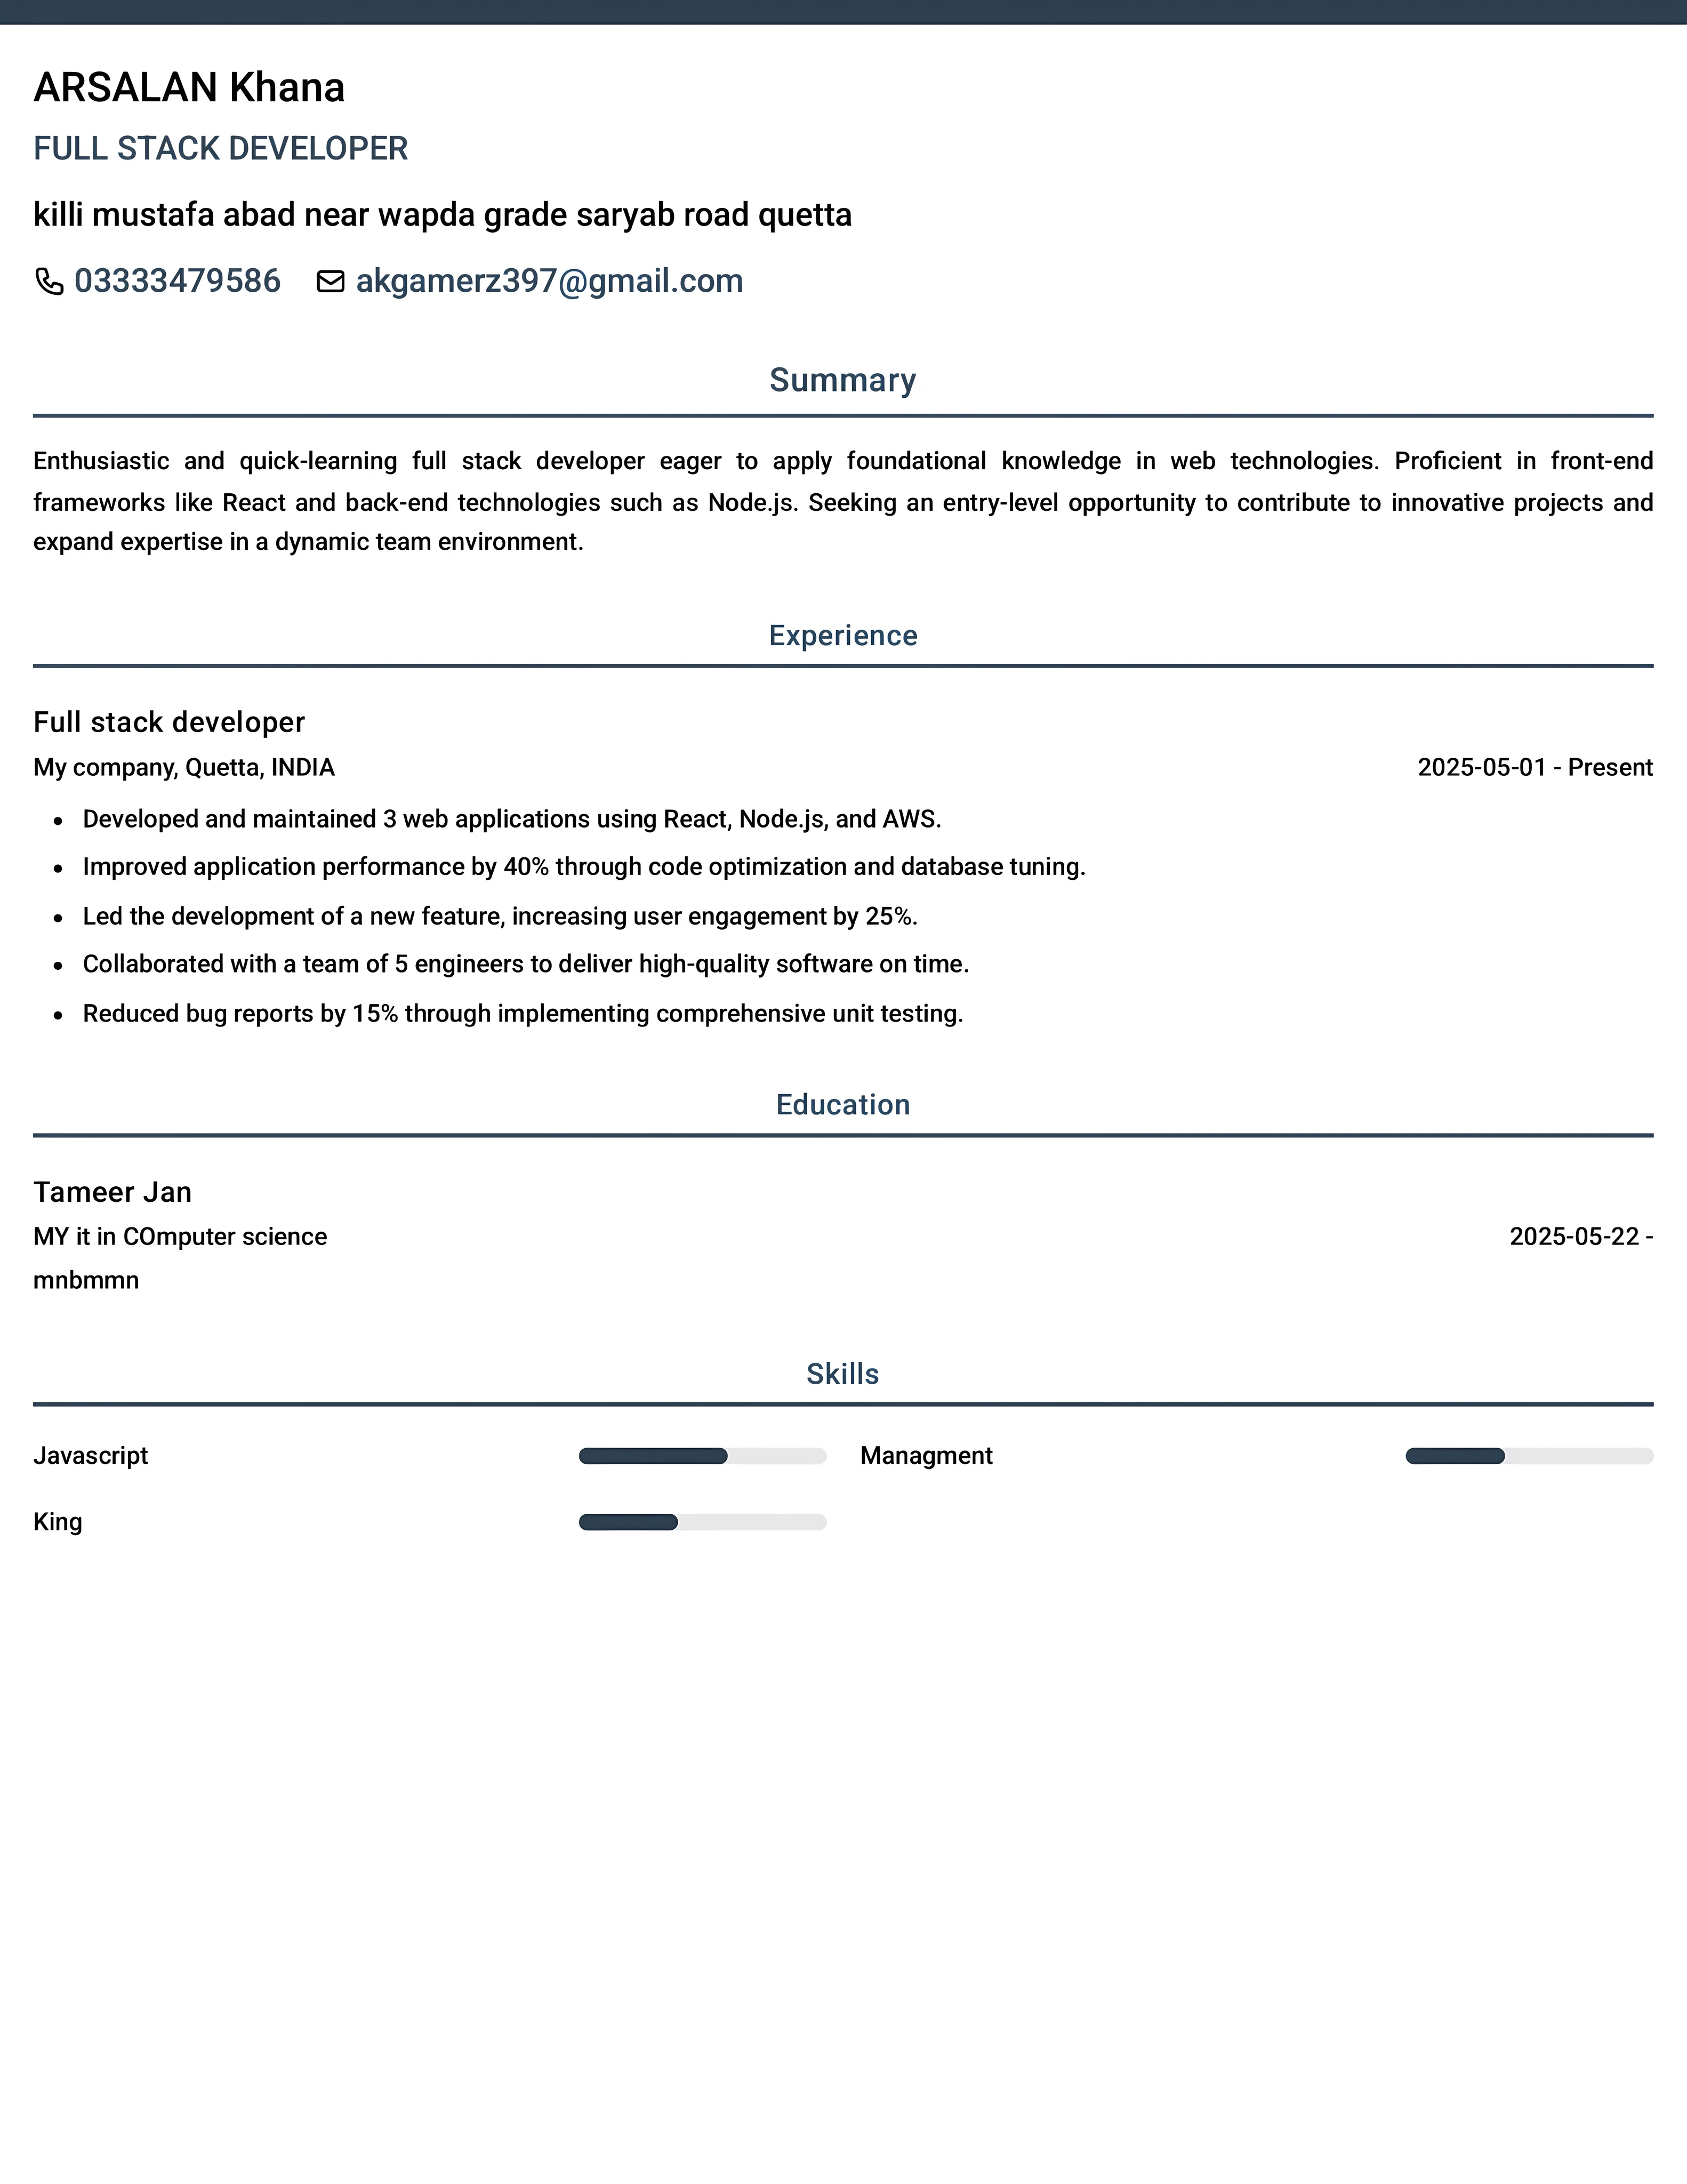 ARSALAN Khana
FULL STACK DEVELOPER
killi mustafa abad near wapda grade saryab road quetta
03333479586 akgamerz397@gmail.com
Summary
Enthusiastic and quick-learning full stack developer eager to apply foundational knowledge in web technologies. Proficient in front-end
frameworks like React and back-end technologies such as Node.js. Seeking an entry-level opportunity to contribute to innovative projects and
expand expertise in a dynamic team environment.
Experience
Full stack developer
My company, Quetta, INDIA 2025-05-01 - Present
• Developed and maintained 3 web applications using React, Node.js, and AWS.
• Improved application performance by 40% through code optimization and database tuning.
• Led the development of a new feature, increasing user engagement by 25%.
• Collaborated with a team of 5 engineers to deliver high-quality software on time.
• Reduced bug reports by 15% through implementing comprehensive unit testing.
Education
Tameer Jan
MY it in COmputer science 2025-05-22 -
mnbmmn
Skills
Javascript Managment
King